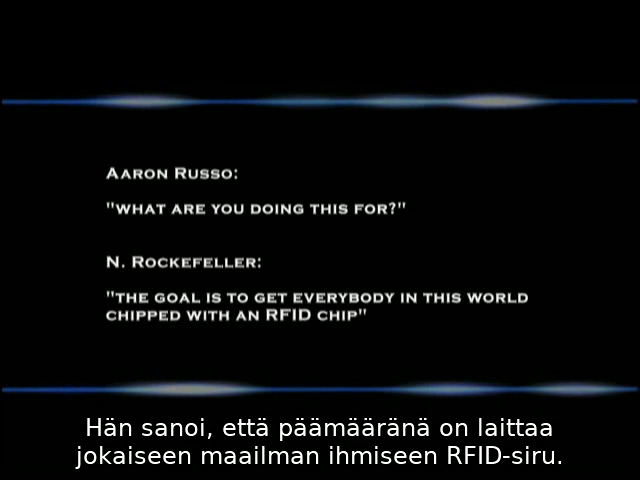 Aaron Russo:
"what are you doing this for?"
N. Rockefeller:
"the goal is to get everybody in this world
chipped with an RFID chip"
Hän sanoi, että päämääränä on laittaa
jokaiseen maailman ihmiseen RFID-siru.